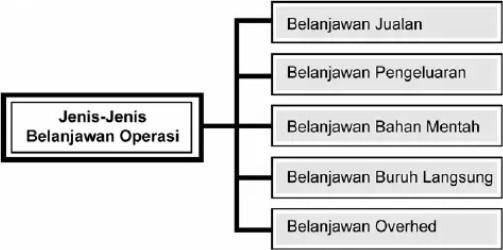 Jenis-Jenis
Belanjawan Operasi
Belanjawan Jualan
Belanjawan Pengeluaran
Belanjawan Bahan Mentah
Belanjawan Buruh Langsung
Belanjawan Overhed